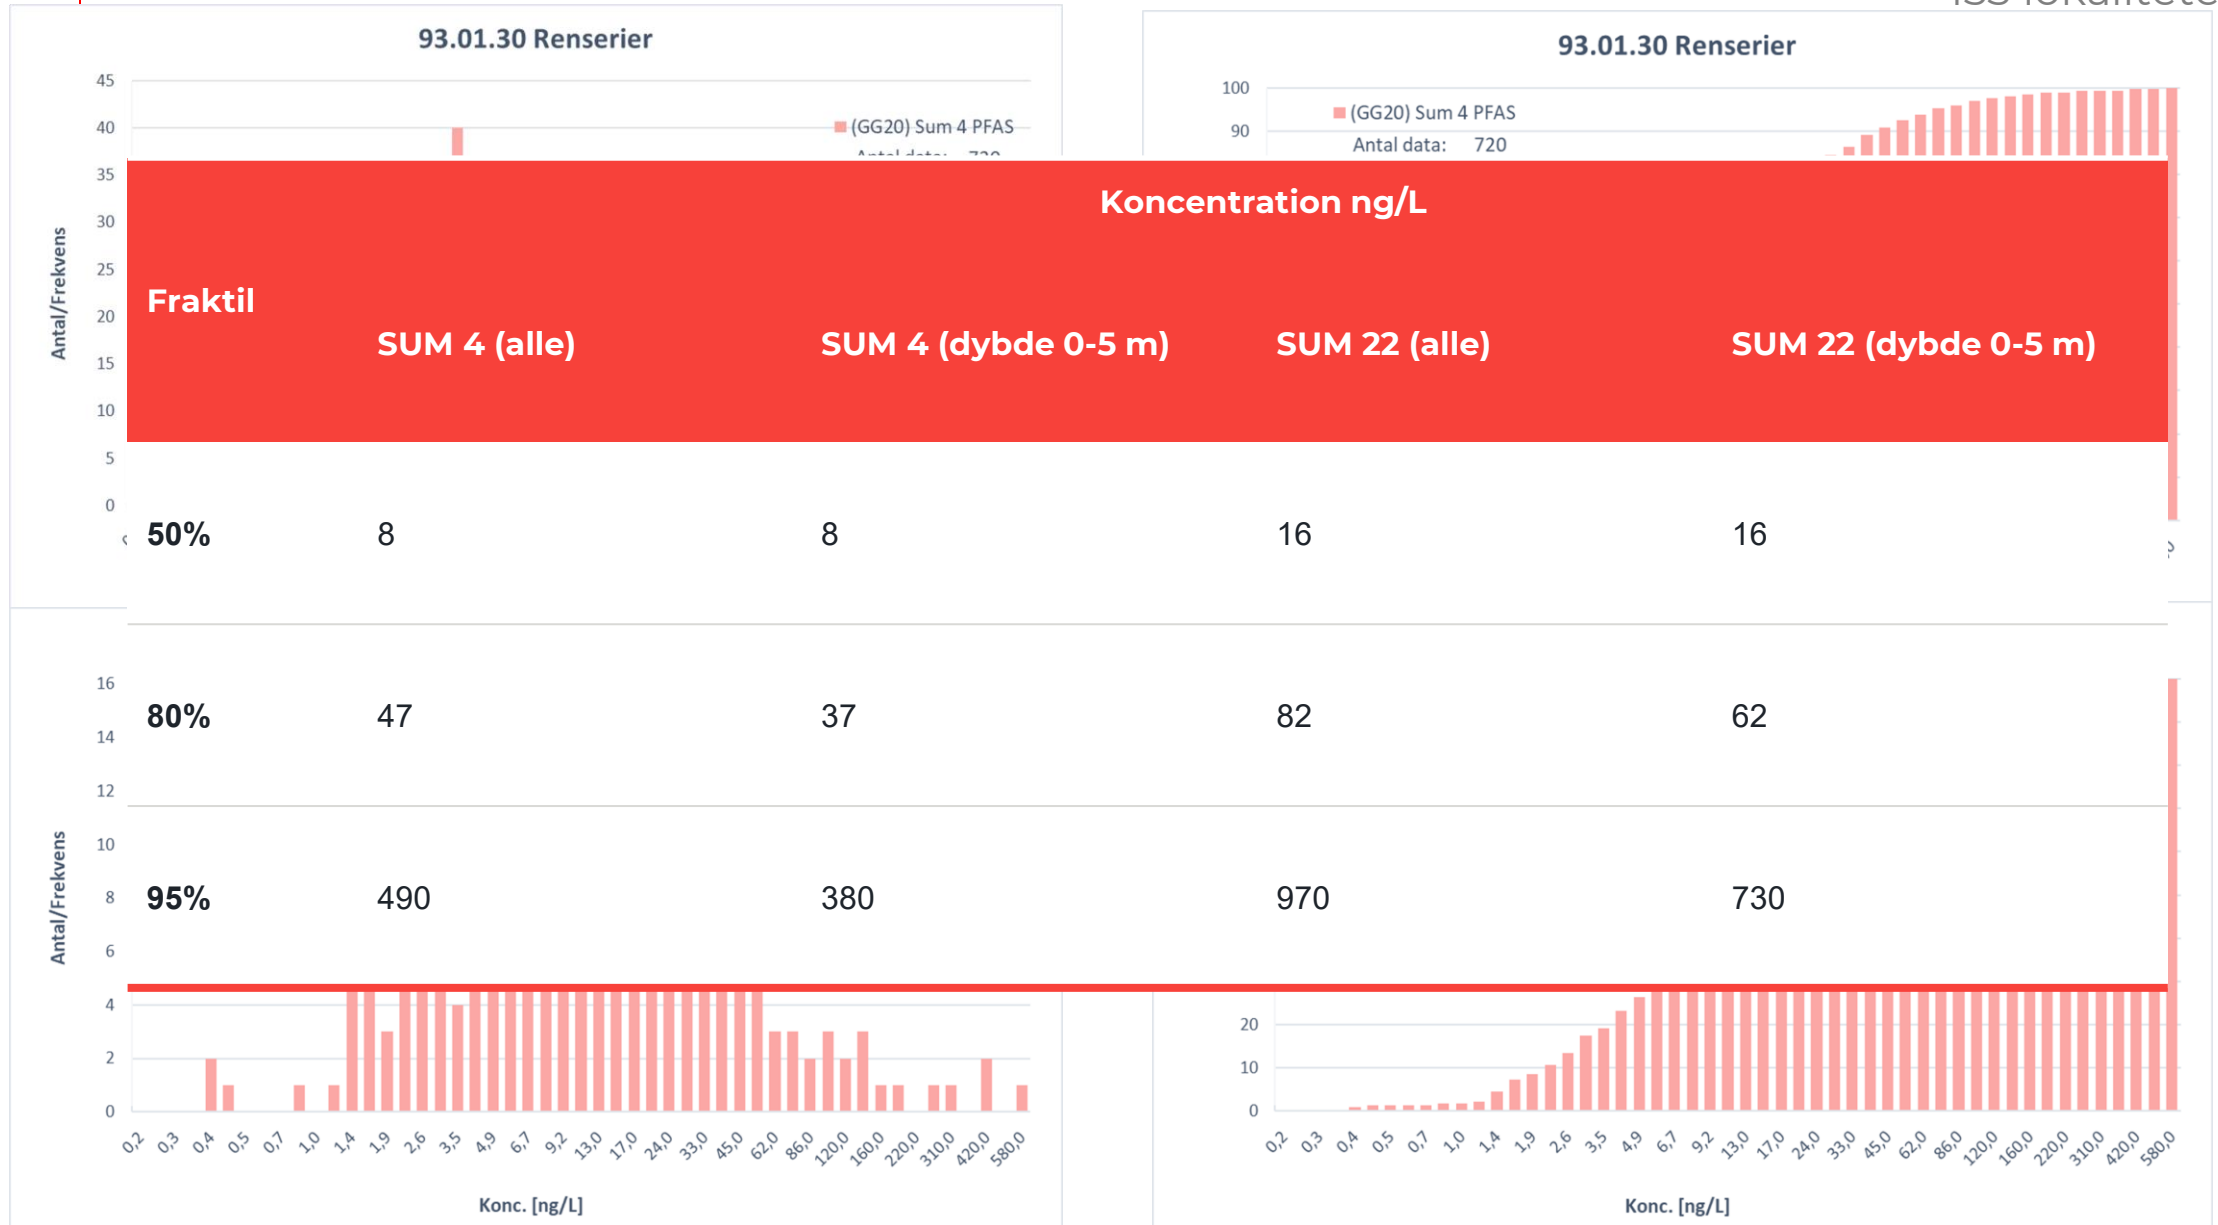 93.01.30 Renserier
45
40
35
30
25
20
15
10
5
0
Antal/Frekvens
(GG20) Sum 4 PFAS
93.01.30 Renserier
100
90
(GG20) Sum 4 PFAS
Antal data: 720
Koncentration ng/L
Fraktil
SUM 4 (alle) SUM 4 (dybde 0-5 m) SUM 22 (alle) SUM 22 (dybde 0-5 m)
50% 8 8 16 16
80% 47 37 82 62
95% 490 380 970 730
16
14
12
10
8
6
4
2
0
Antal/Frekvens
0,2 0,3 0,4 0,5 0,7 1,0 1,4 1,9 2,6 3,5 4,9 6,7 9,2 13,0 17,0 24,0 33,0 45,0 62,0 86,0 120,0 160,0 220,0 310,0 420,0 580,0
Konc. [ng/L]
20
10
0
0,2 0,3 0,4 0,5 0,7 1,0 1,4 1,9 2,6 3,5 4,9 6,7 9,2 13,0 17,0 24,0 33,0 45,0 62,0 86,0 120,0 160,0 220,0 310,0 420,0 580,0
Konc. [ng/L]